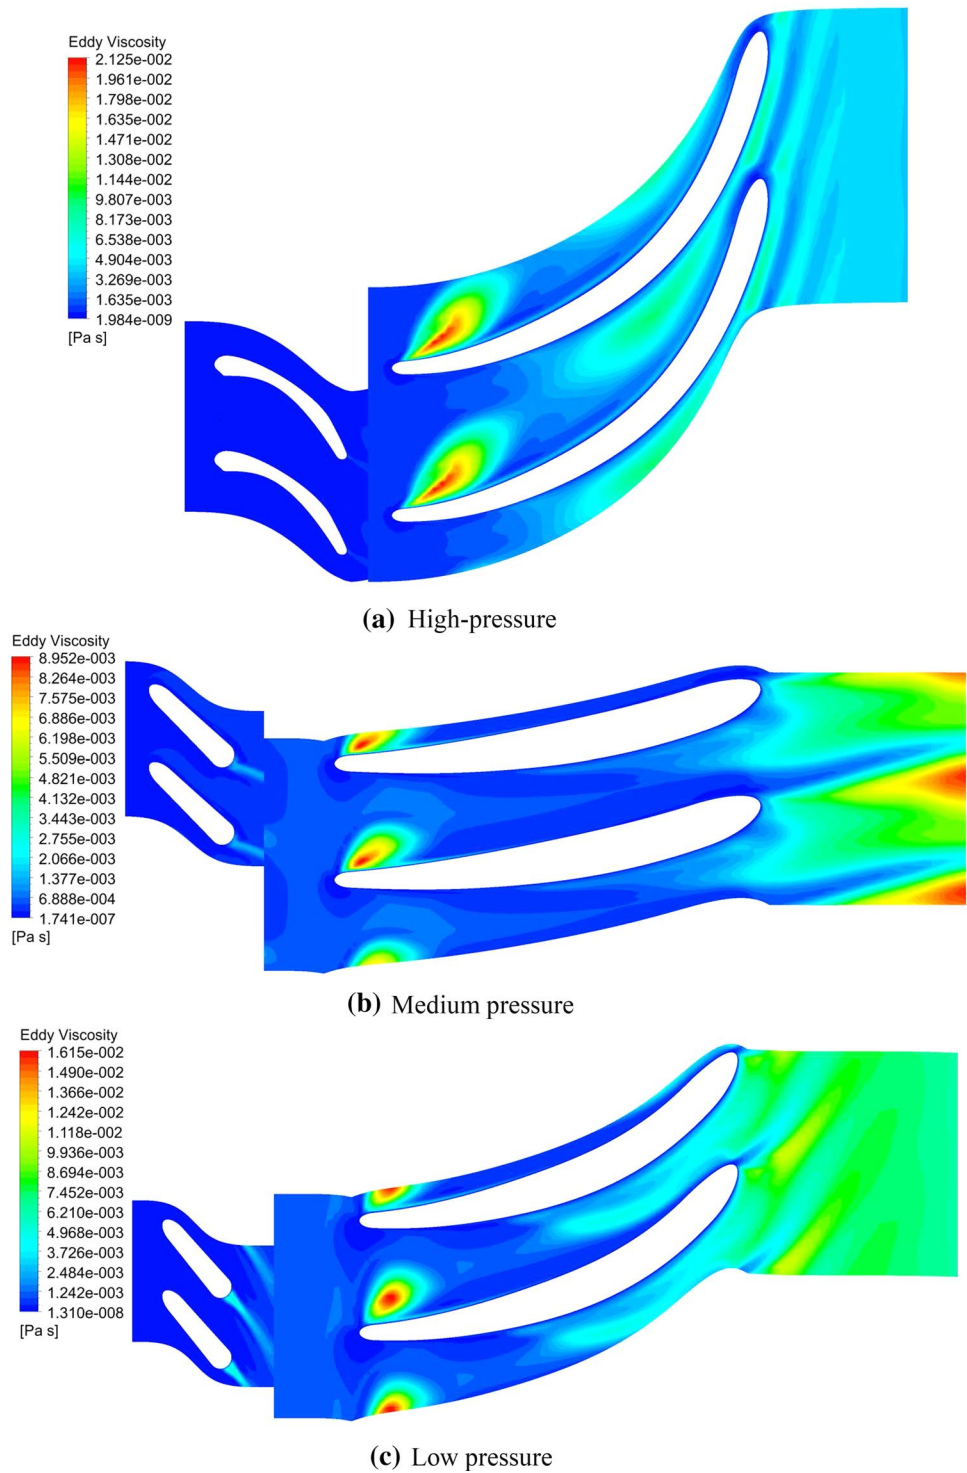 Eddy Viscosity
2.125e-002
1.961e-002
1.798e-002
1.635e-002
1.471e-002
1.308e-002
1.144e-002
9.807e-003
8.173e-003
6.538e-003
4.904e-003
3.269e-003
1.635e-003
1.984e-009
[Pa s]
(a) High-pressure
Eddy Viscosity
8.952e-003
8.264e-003
7.575e-003
6.886e-003
6.198e-003
5.509e-003
4.821e-003
4.132e-003
3.443e-003
2.755e-003
2.066e-003
1.377e-003
6.888e-004
1.741e-007
[Pa s]
(b) Medium pressure
Eddy Viscosity
1.615e-002
1.490e-002
1.366e-002
1.242e-002
1.118e-002
9.936e-003
8.694e-003
7.452e-003
6.210e-003
4.968e-003
3.726e-003
2.484e-003
1.242e-003
1.310e-008
[Pa s]
(c) Low pressure